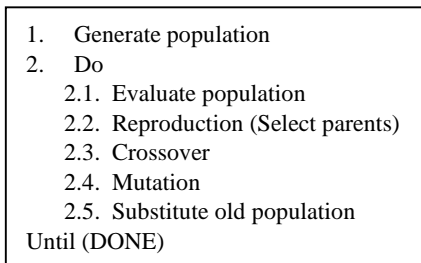 1. Generate population
2. Do
2.1. Evaluate population
2.2. Reproduction (Select parents)
2.3. Crossover
2.4. Mutation
2.5. Substitute old population
Until (DONE)